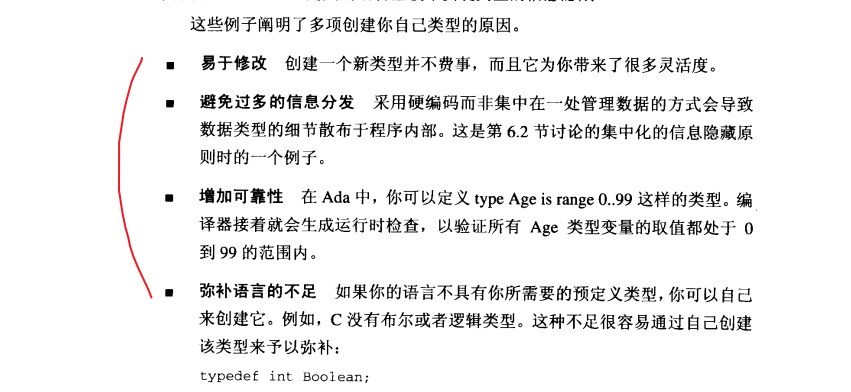 这些例子阐明了多项创建你自己类型的原因。
■ 易于修改 创建一个新类型并不费事，而且它为你带来了很多灵活度。
■ 避免过多的信息分发 采用硬编码而非集中在一处管理数据的方式会导致
数据类型的细节散布于程序内部。这是第 6.2 节讨论的集中化的信息隐藏原
则时的一个例子。
■ 增加可靠性 在 Ada 中，你可以定义 type Age is range 0..99 这样的类型。编
译器接着就会生成运行时检查，以验证所有 Age 类型变量的取值都处于 0
到 99 的范围内。
■ 弥补语言的不足 如果你的语言不具有你所需要的预定义类型，你可以自己
来创建它。例如，C 没有布尔或者逻辑类型。这种不足很容易通过自己创建
该类型来予以弥补：
typedef int Boolean;